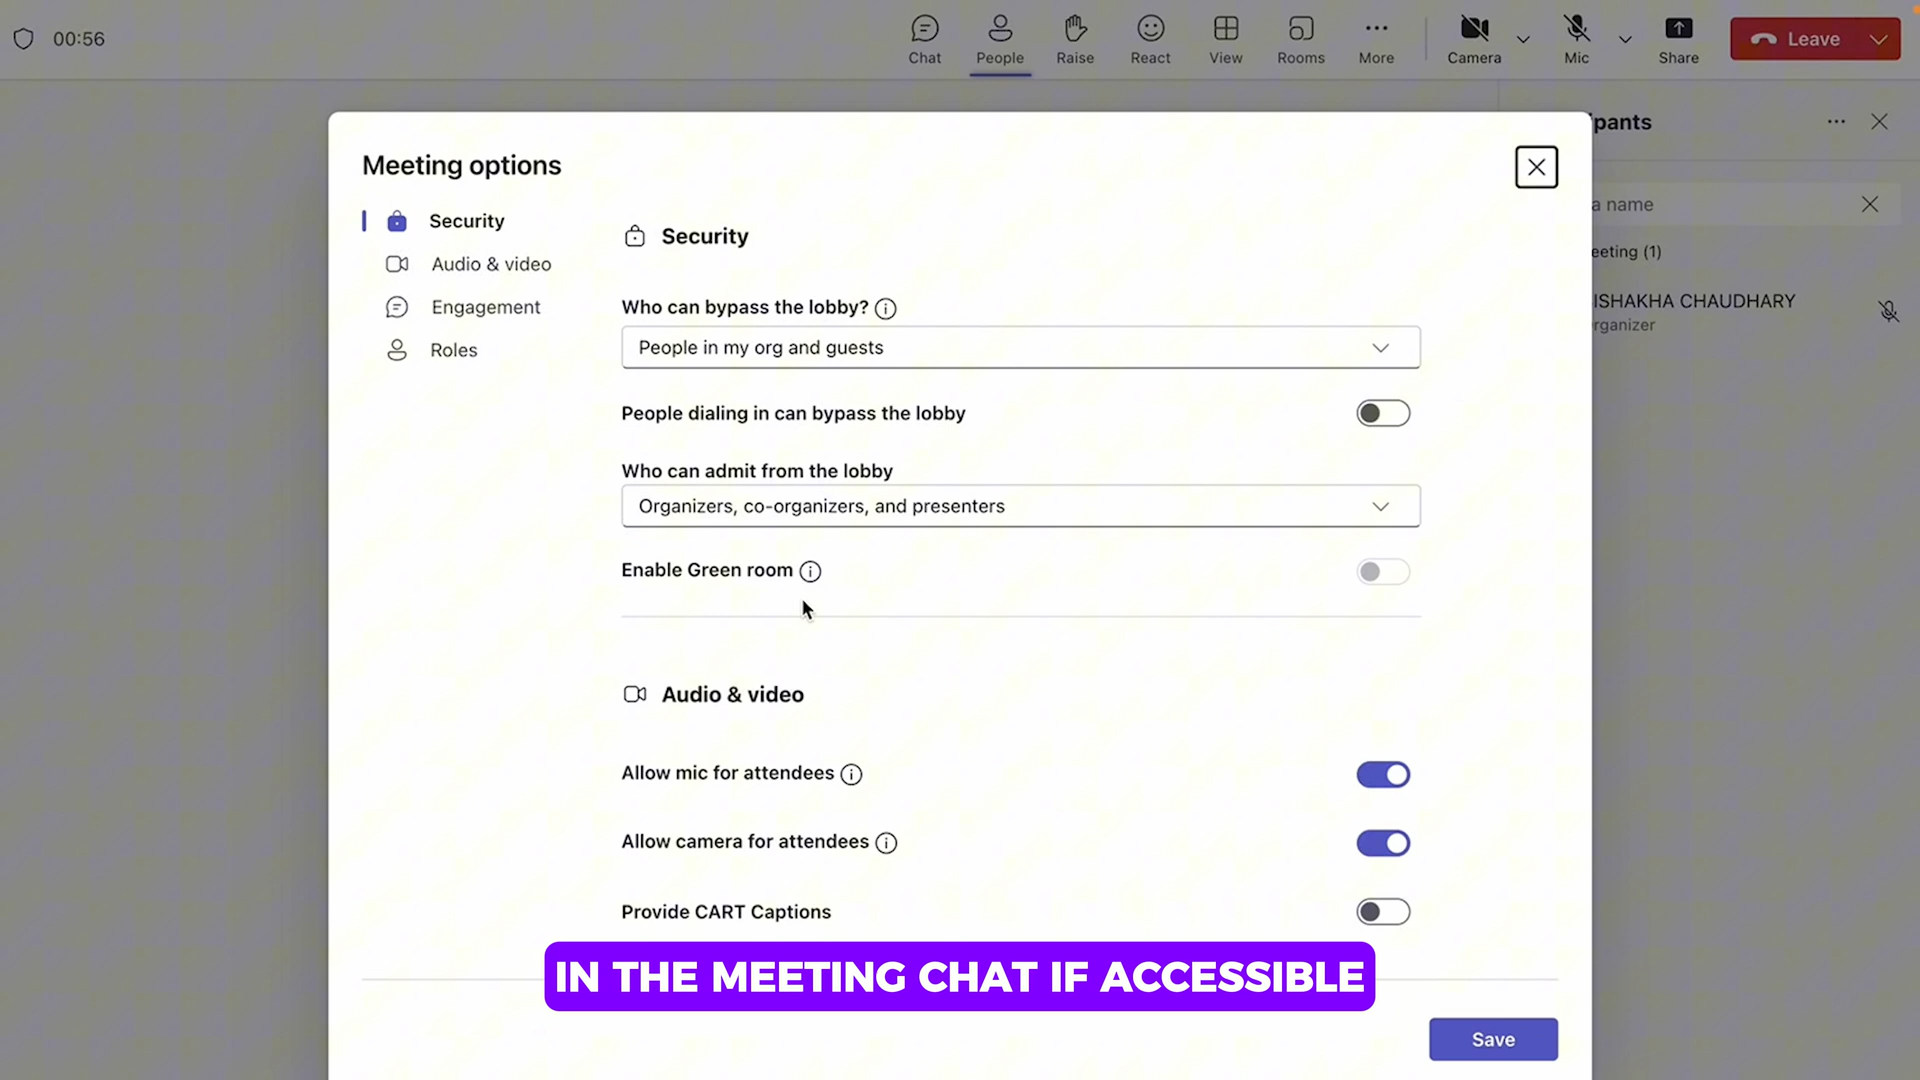 00:56
Chat
People
Raise
React
View
Rooms
More
Camera
Mic
Share
Leave
ipants
Meeting options
Security
Audio & video
Engagement
Roles
Security
Who can bypass the lobby?
People in my org and guests
People dialing in can bypass the lobby
Who can admit from the lobby
Organizers, co-organizers, and presenters
Enable Green room
Audio & video
Allow mic for attendees
Allow camera for attendees
Provide CART Captions
Save
a name
eeting (1)
ISHAKHA CHAUDHARY
rganizer
IN THE MEETING CHAT IF ACCESSIBLE